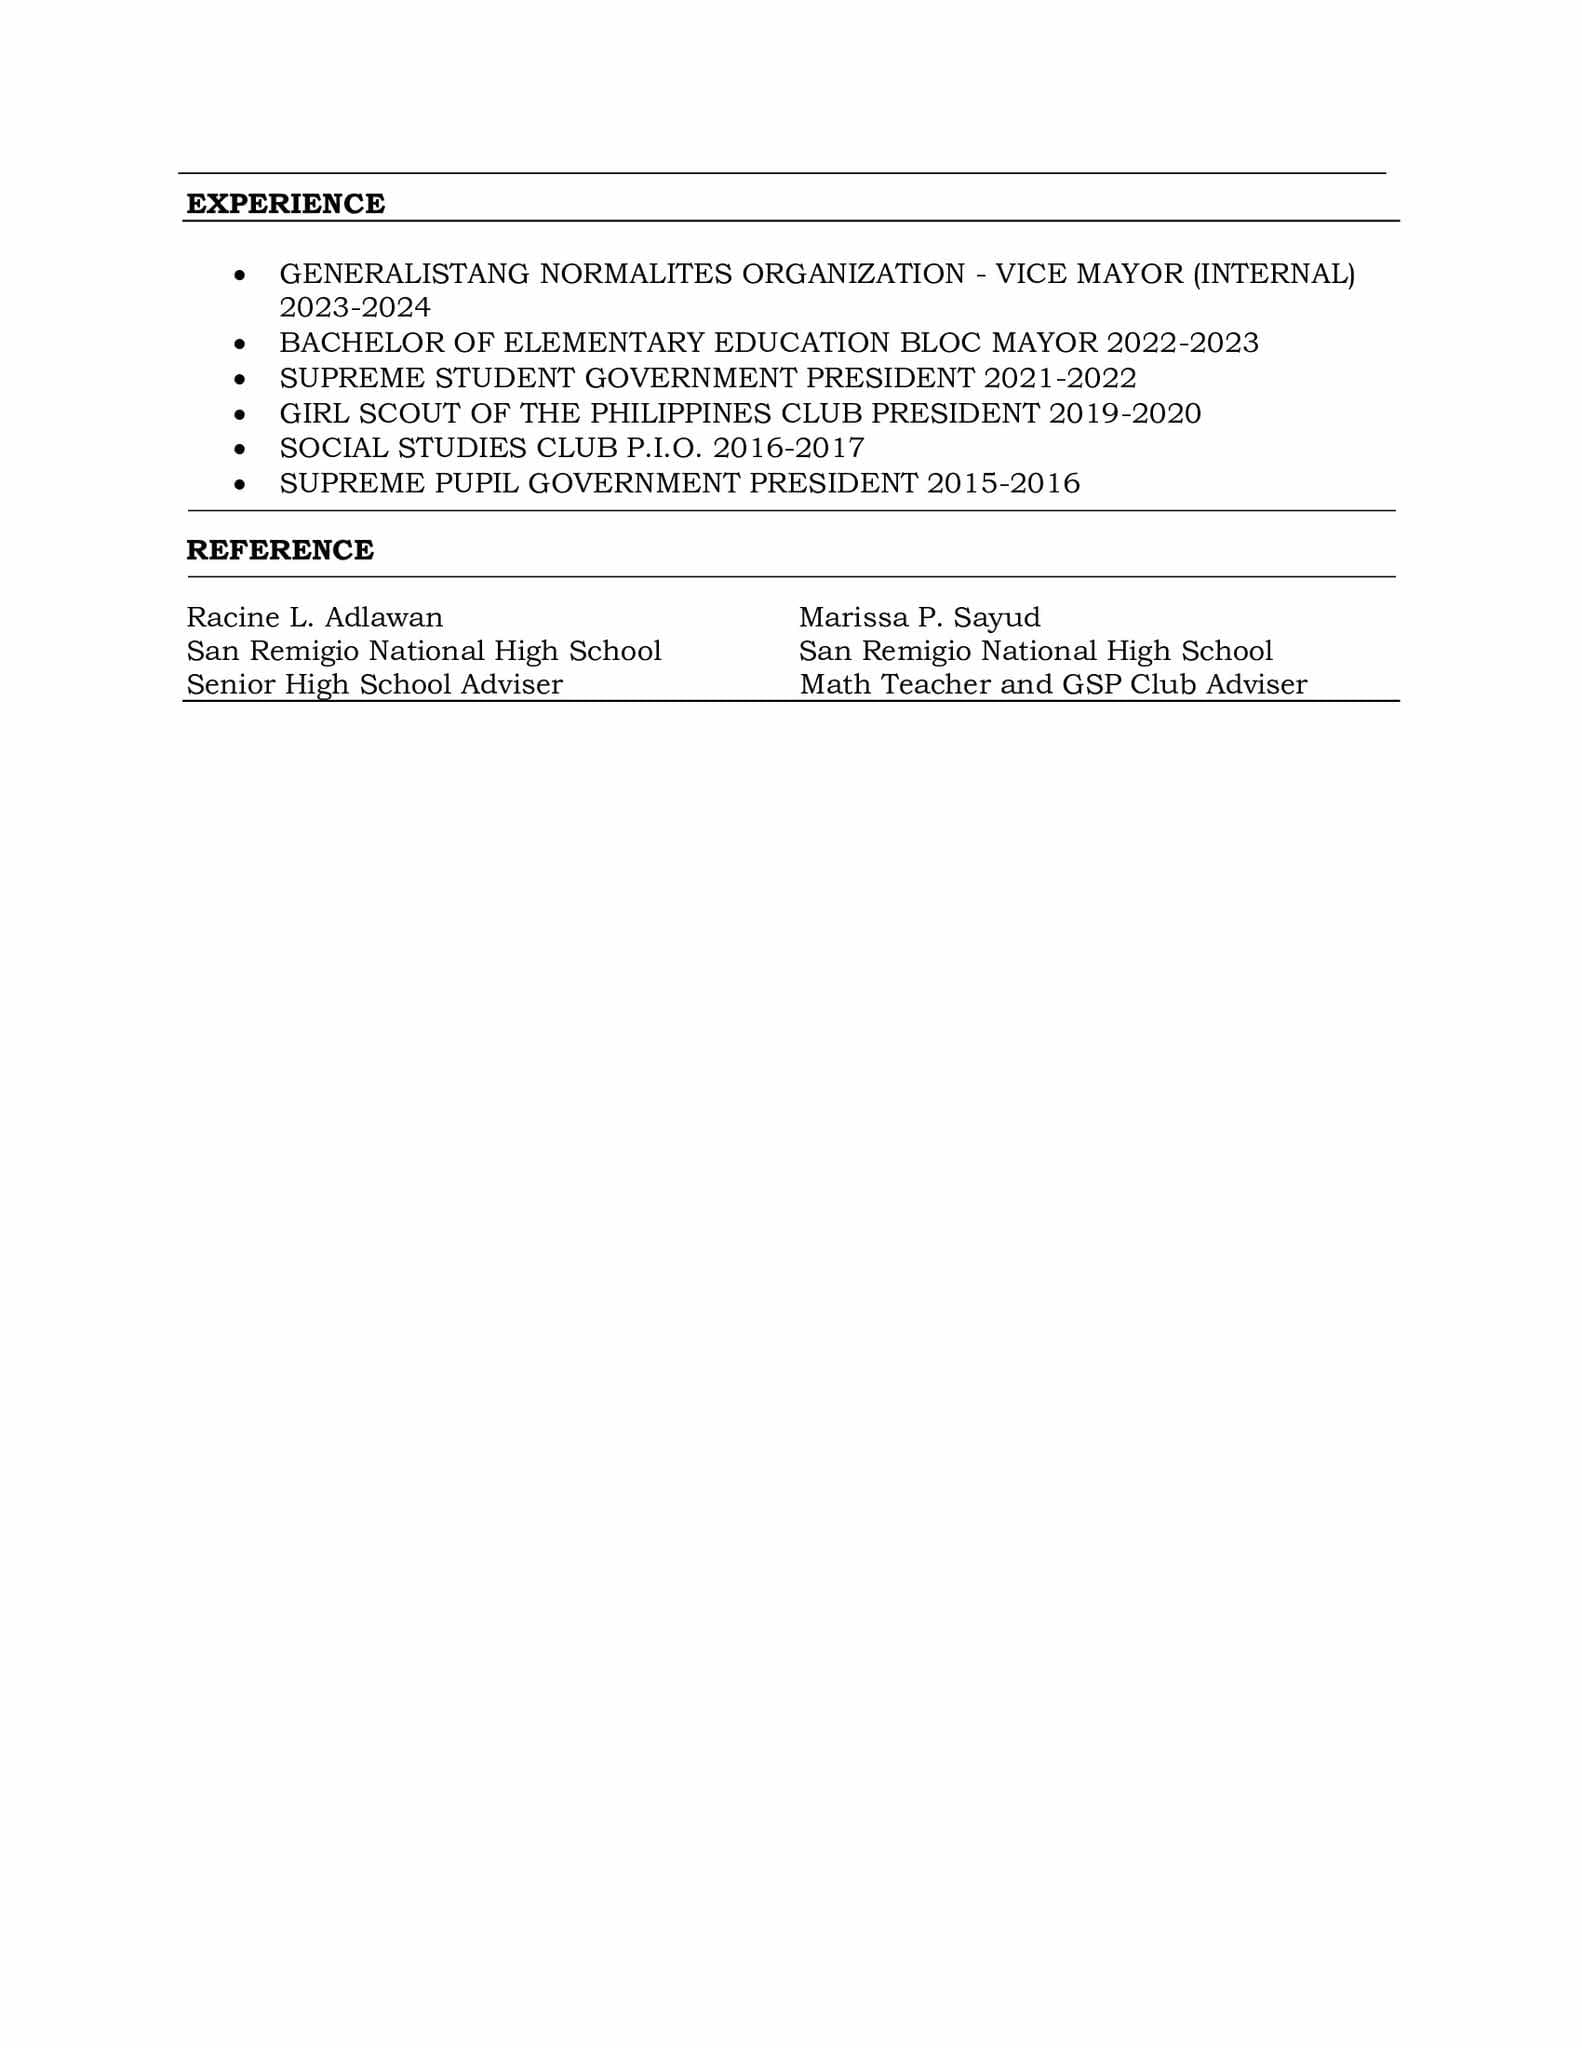 EXPERIENCE
• GENERALISTANG NORMALITES ORGANIZATION - VICE MAYOR (INTERNAL)
2023-2024
• BACHELOR OF ELEMENTARY EDUCATION BLOC MAYOR 2022-2023
• SUPREME STUDENT GOVERNMENT PRESIDENT 2021-2022
• GIRL SCOUT OF THE PHILIPPINES CLUB PRESIDENT 2019-2020
• SOCIAL STUDIES CLUB P.I.O. 2016-2017
• SUPREME PUPIL GOVERNMENT PRESIDENT 2015-2016
REFERENCE
Racine L. Adlawan
San Remigio National High School
Senior High School Adviser
Marissa P. Sayud
San Remigio National High School
Math Teacher and GSP Club Adviser